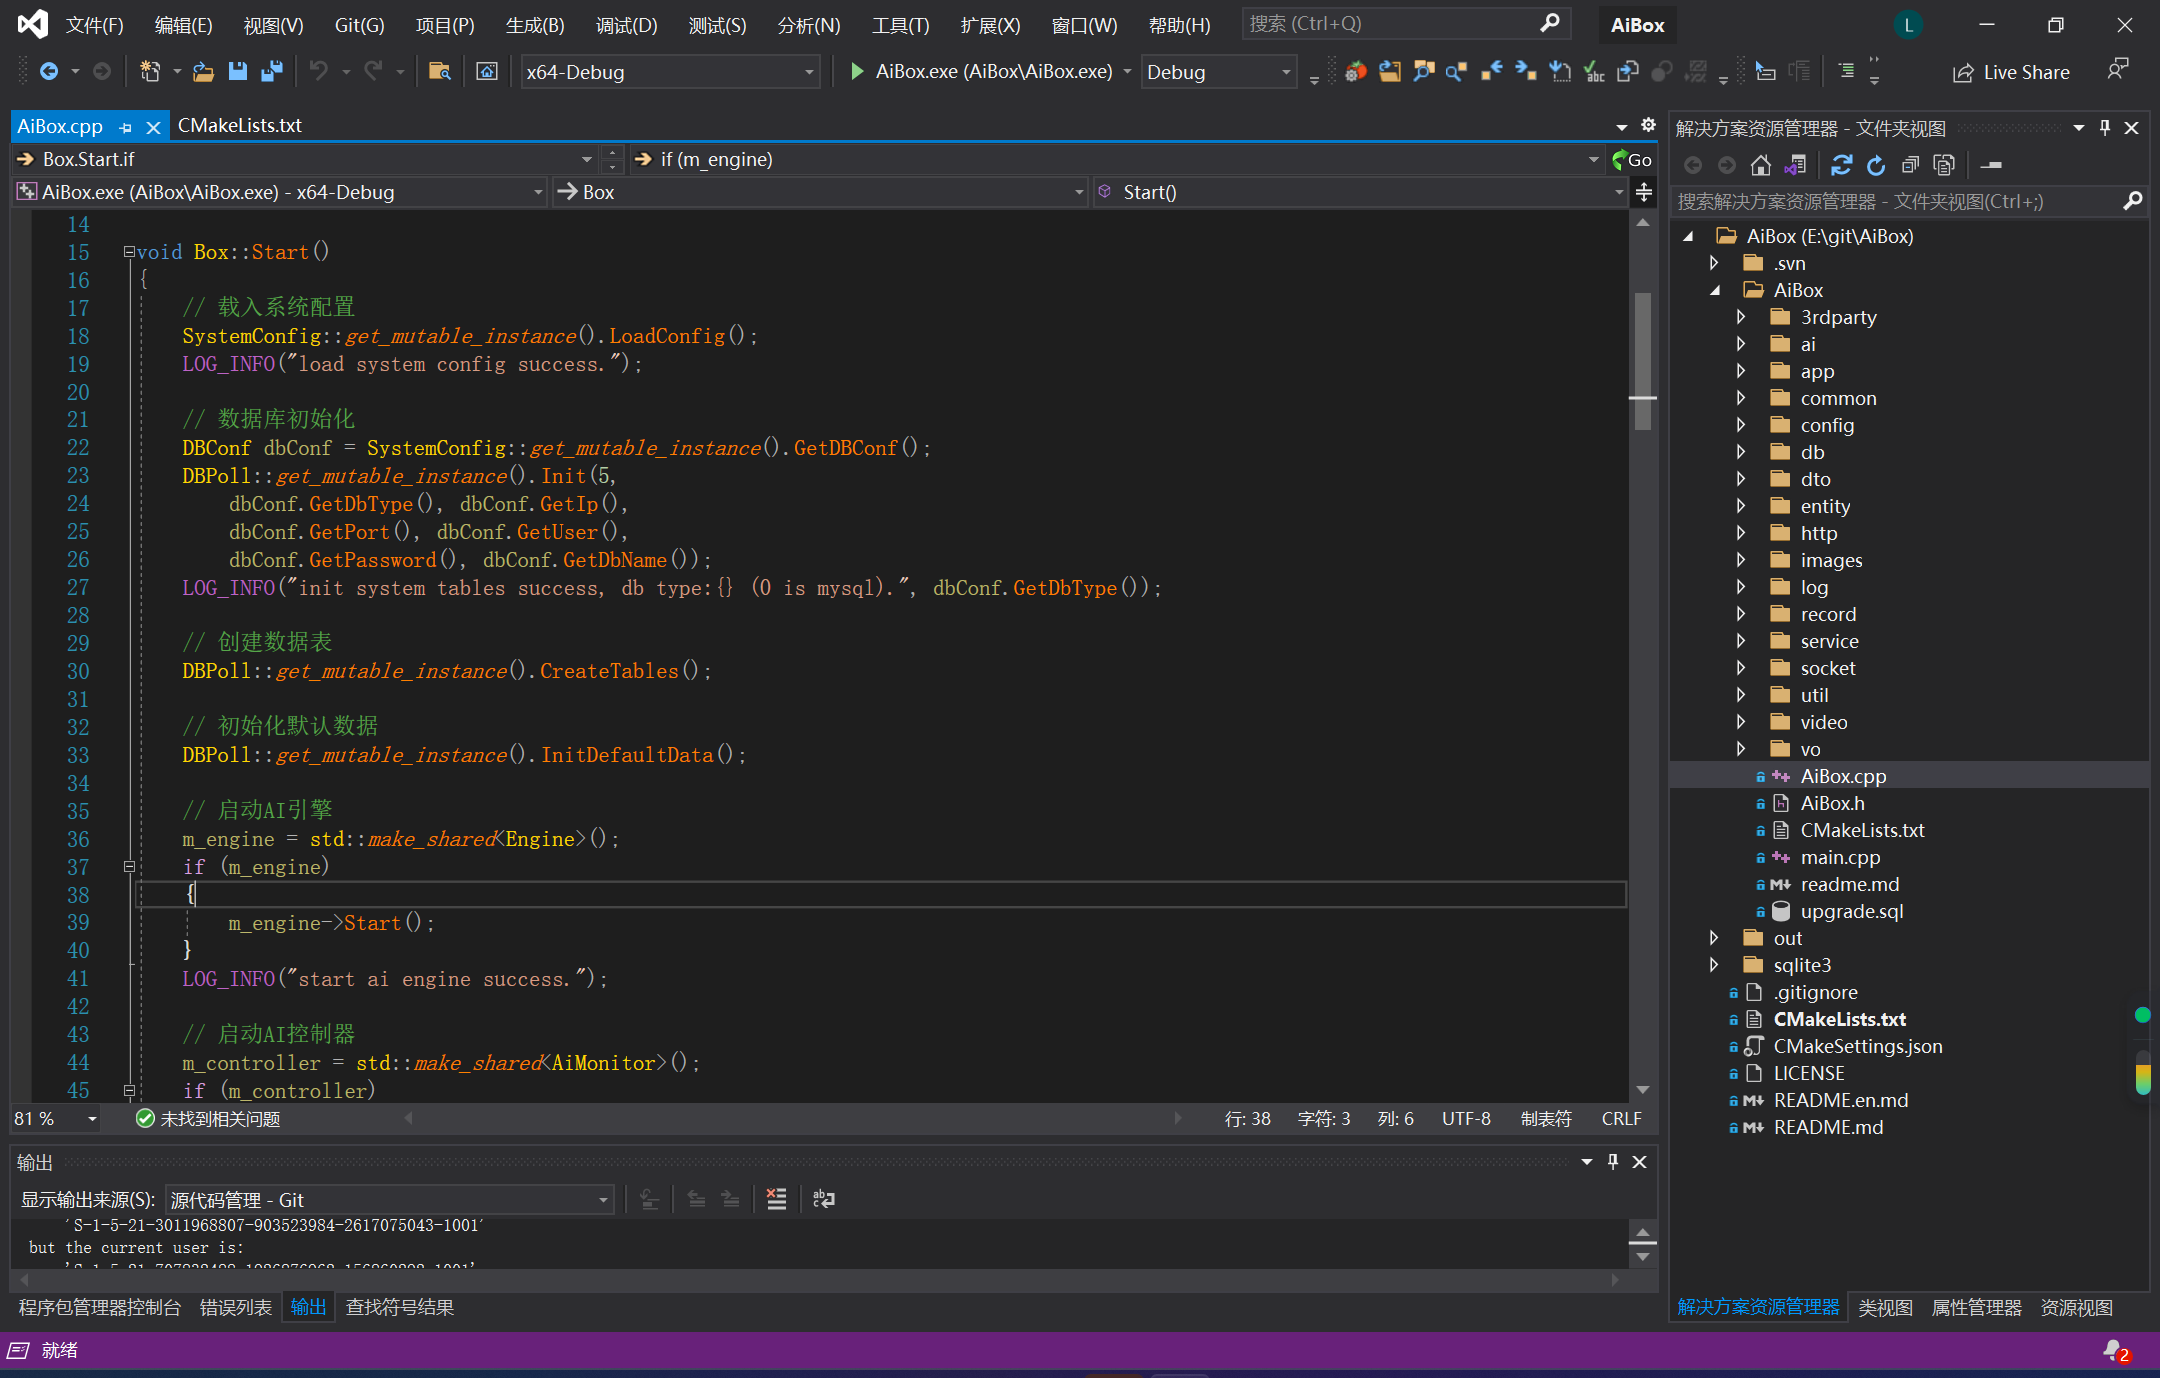 文件(F) 编辑(E) 视图(V) Git(G) 项目(P) 生成(B) 调试(D) 测试(S) 分析(N) 工具(T) 扩展(X) 窗口(W) 帮助(H) 搜索 (Ctrl+Q) AiBox L
x64-Debug AiBox.exe (AiBox\AiBox.exe) Debug Live Share
AiBox.cpp CMakeLists.txt
Box.Start.if if (m_engine) Go
AiBox.exe (AiBox\AiBox.exe) - x64-Debug Box Start()
14
15 void Box::Start()
16 {
17 // 载入系统配置
18 SystemConfig::get_mutable_instance().LoadConfig();
19 LOG_INFO("load system config success.");
20
21 // 数据库初始化
22 DBConf dbConf = SystemConfig::get_mutable_instance().GetDBConf();
23 DBPoll::get_mutable_instance().Init(5,
24 dbConf.GetDbType(), dbConf.GetIp(),
25 dbConf.GetPort(), dbConf.GetUser(),
26 dbConf.GetPassword(), dbConf.GetDbName());
27 LOG_INFO("init system tables success, db type:{} (0 is mysql).", dbConf.GetDbType());
28
29 // 创建数据表
30 DBPoll::get_mutable_instance().CreateTables();
31
32 // 初始化默认数据
33 DBPoll::get_mutable_instance().InitDefaultData();
34
35 // 启动AI引擎
36 m_engine = std::make_shared<Engine>();
37 if (m_engine)
38 {
39 m_engine->Start();
40 }
41 LOG_INFO("start ai engine success.");
42
43 // 启动AI控制器
44 m_controller = std::make_shared<AiMonitor>();
45 if (m_controller)
81 % 未找到相关问题 行: 38 字符: 3 列: 6 UTF-8 制表符 CRLF
输出
显示输出来源(S): 源代码管理 - Git
'S-1-5-21-3011968807-903523984-2617075043-1001'
but the current user is:
程序包管理器控制台 错误列表 输出 查找符号结果
解决方案资源管理器 - 文件夹视图
搜索解决方案资源管理器 - 文件夹视图(Ctrl+;)
AiBox (E:\git\AiBox)
.svn
AiBox
3rdparty
ai
app
common
config
db
dto
entity
http
images
log
record
service
socket
util
video
vo
AiBox.cpp
AiBox.h
CMakeLists.txt
main.cpp
readme.md
upgrade.sql
out
sqlite3
.gitignore
CMakeLists.txt
CMakeSettings.json
LICENSE
README.en.md
README.md
解决方案资源管理器 类视图 属性管理器 资源视图
就绪 2